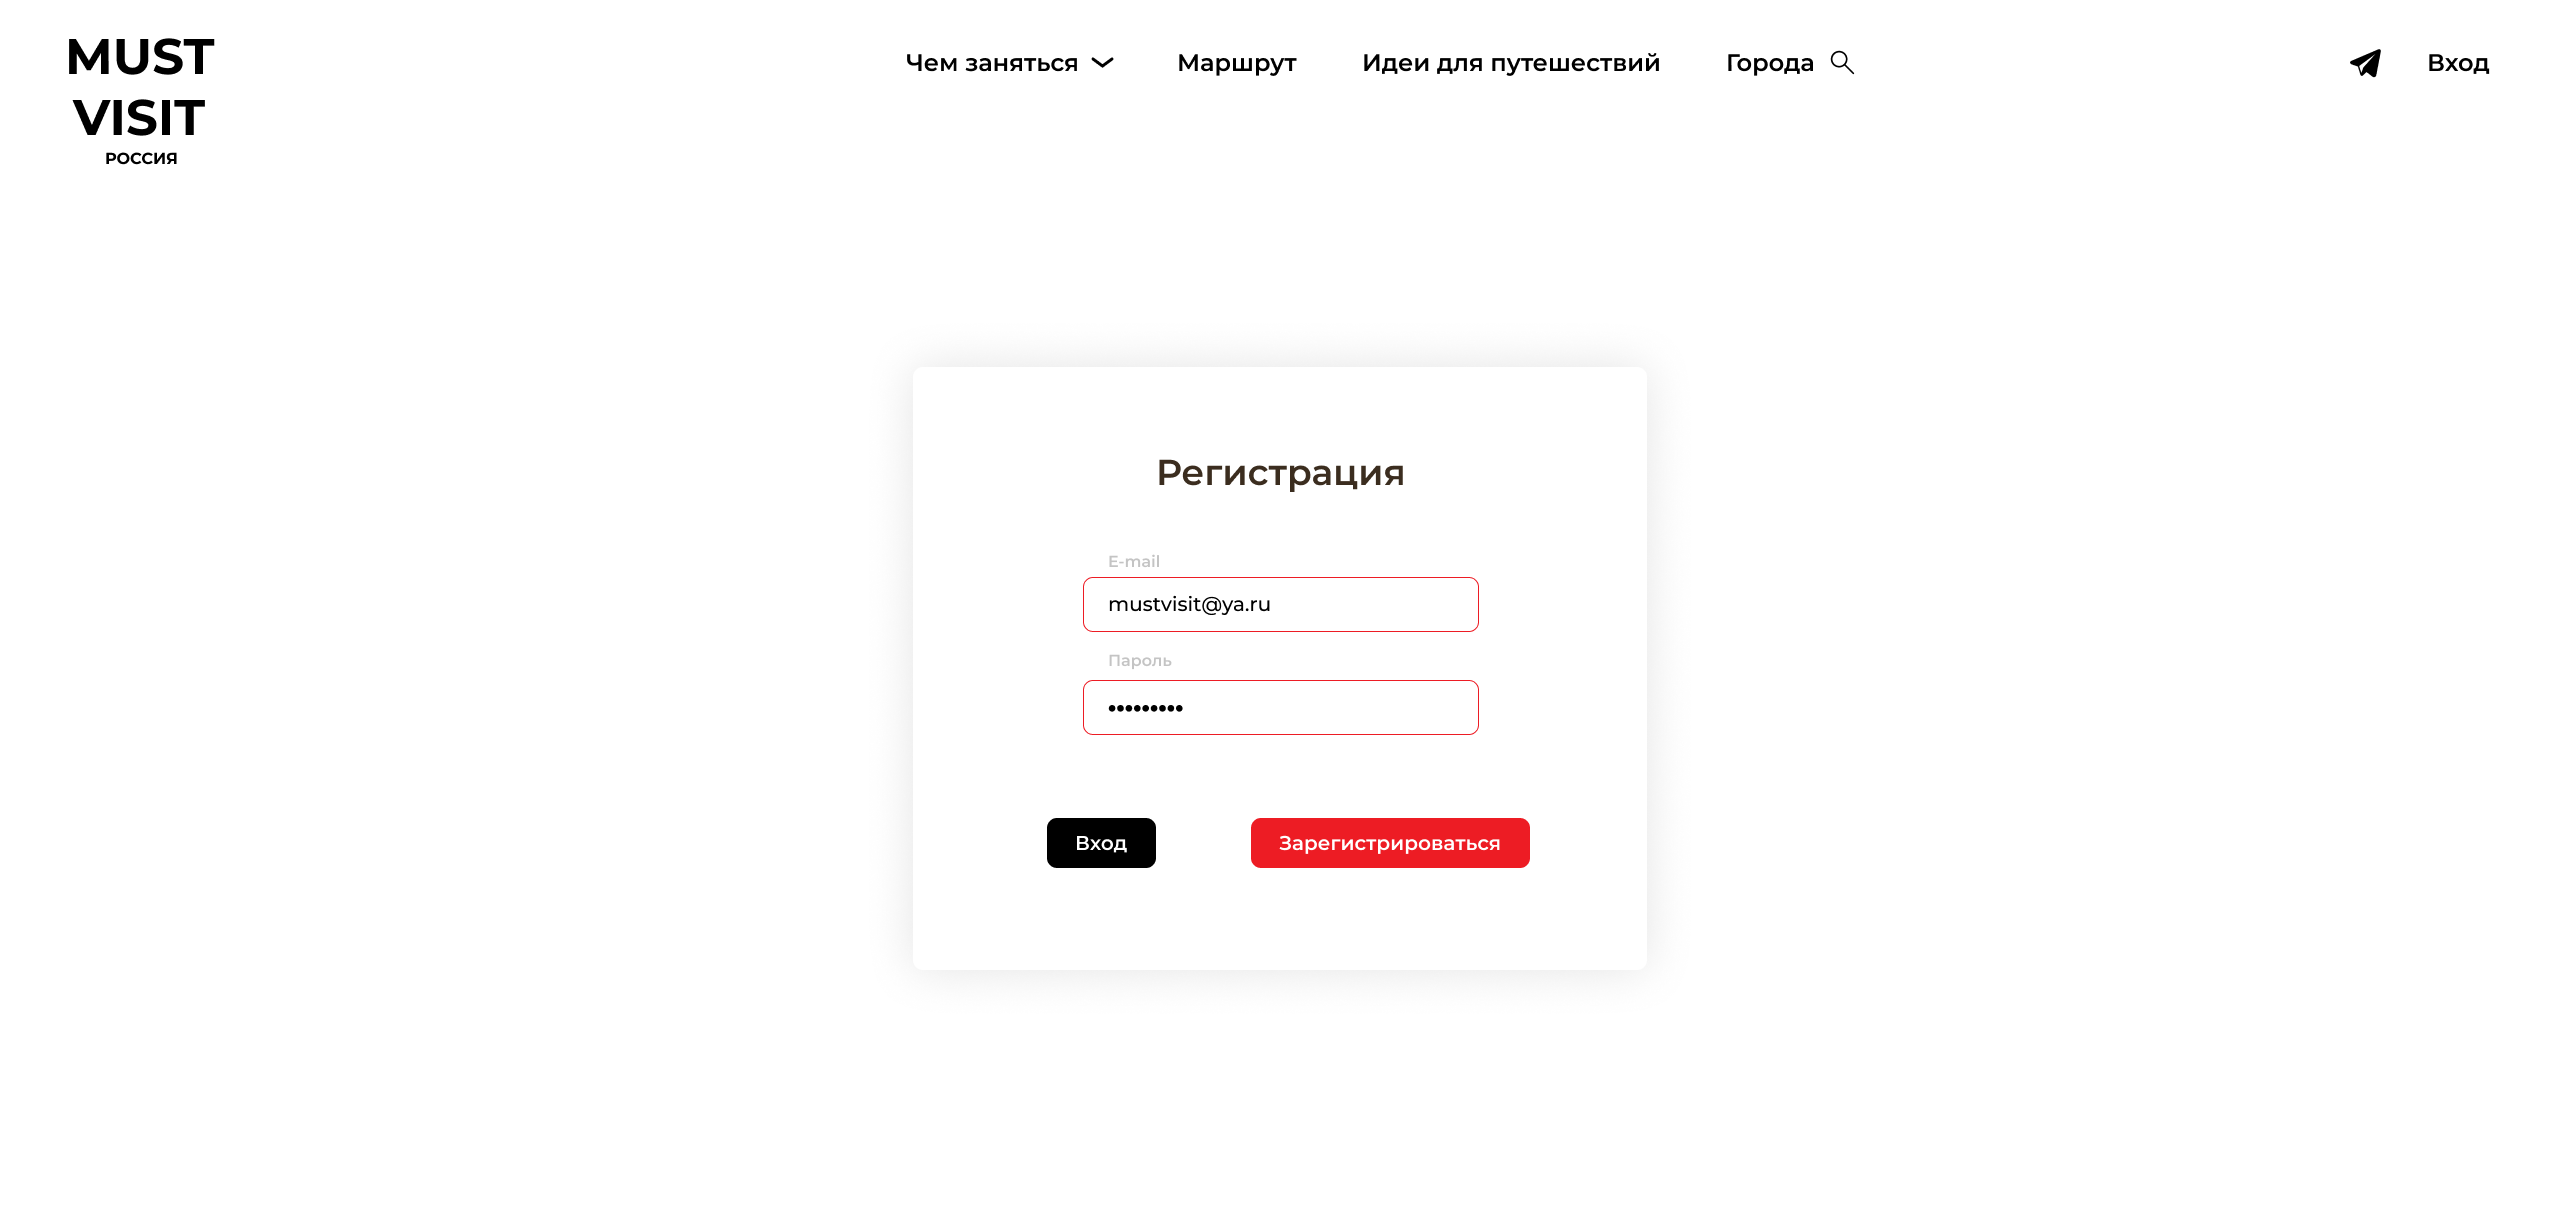 MUST
VISIT
РОССИЯ
Чем заняться
Маршрут
Идеи для путешествий
Города
Вход
Регистрация
E-mail
mustvisit@ya.ru
Пароль
•••••••••
Вход
Зарегистрироваться